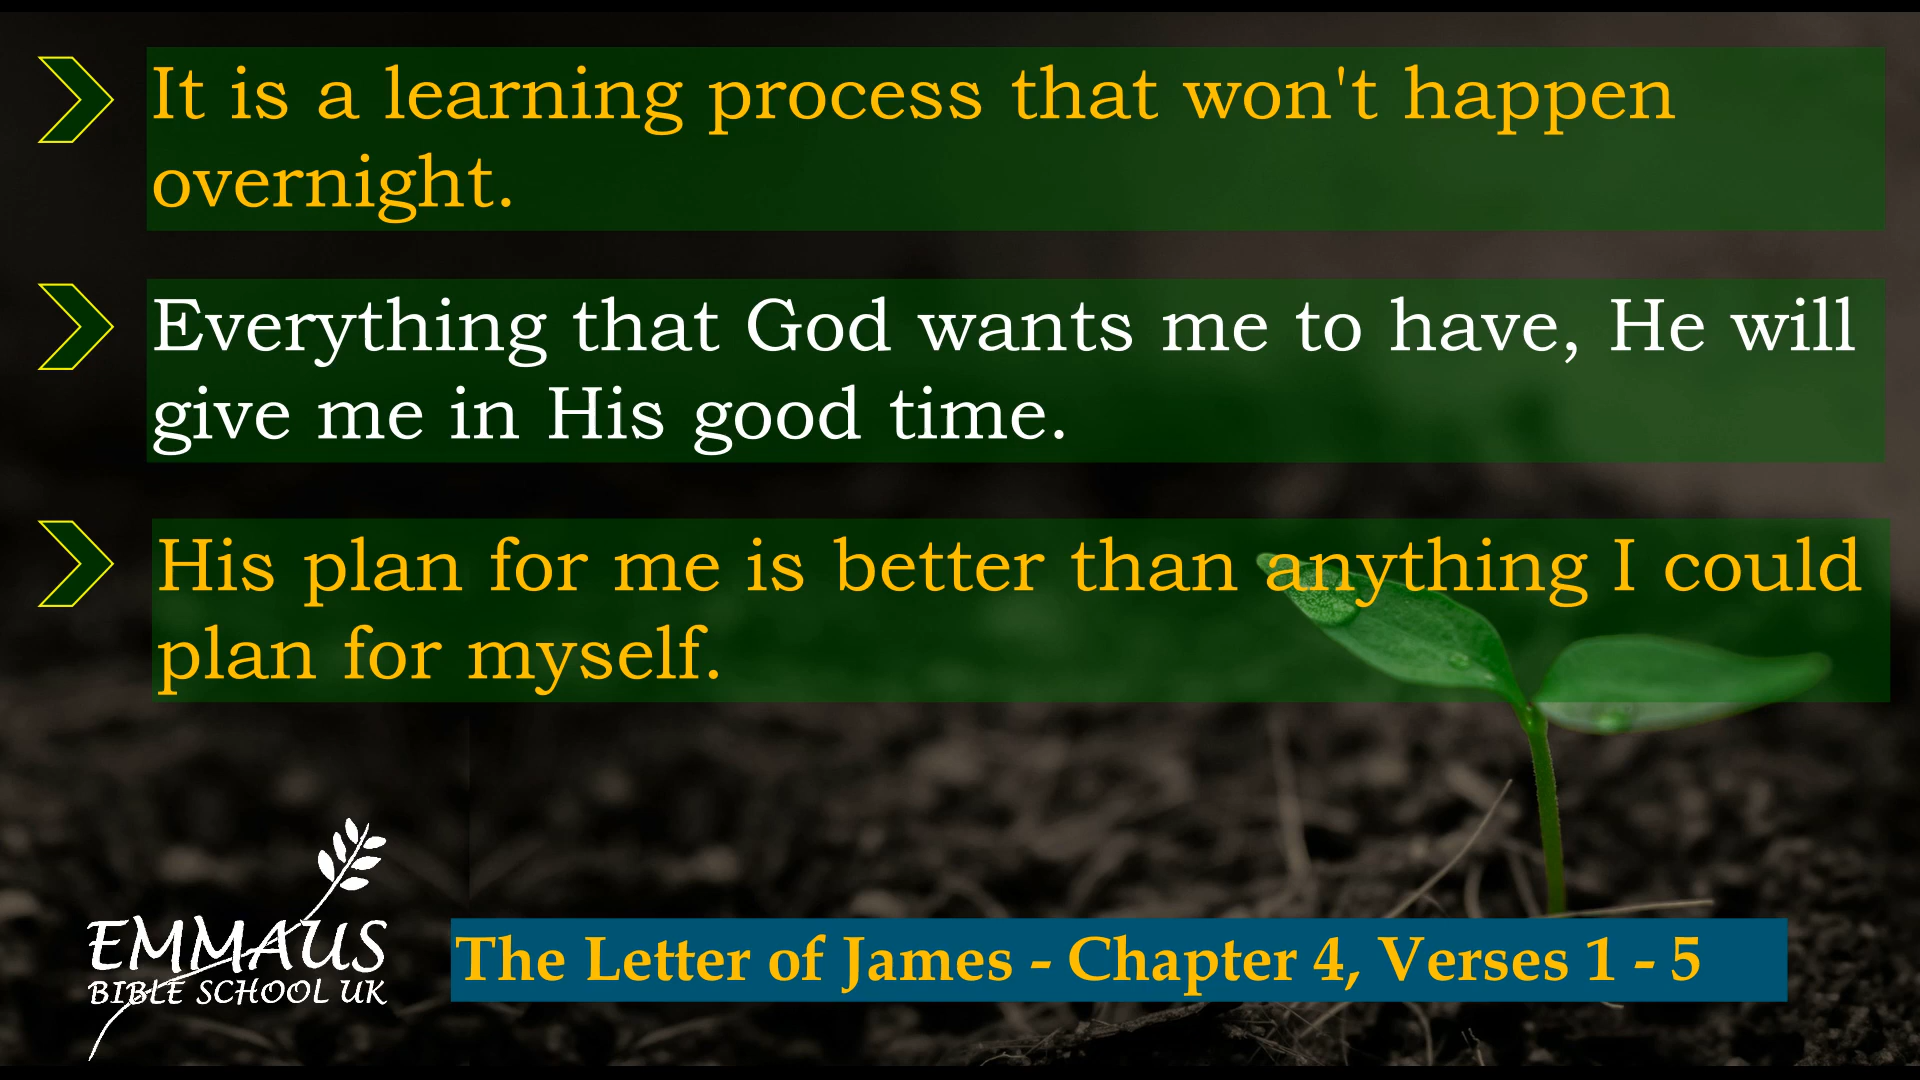 It is a learning process that won't happen
overnight.
Everything that God wants me to have, He will
give me in His good time.
His plan for me is better than anything I could
plan for myself.
EMMAUS
BIBLE SCHOOL UK
The Letter of James - Chapter 4, Verses 1 - 5